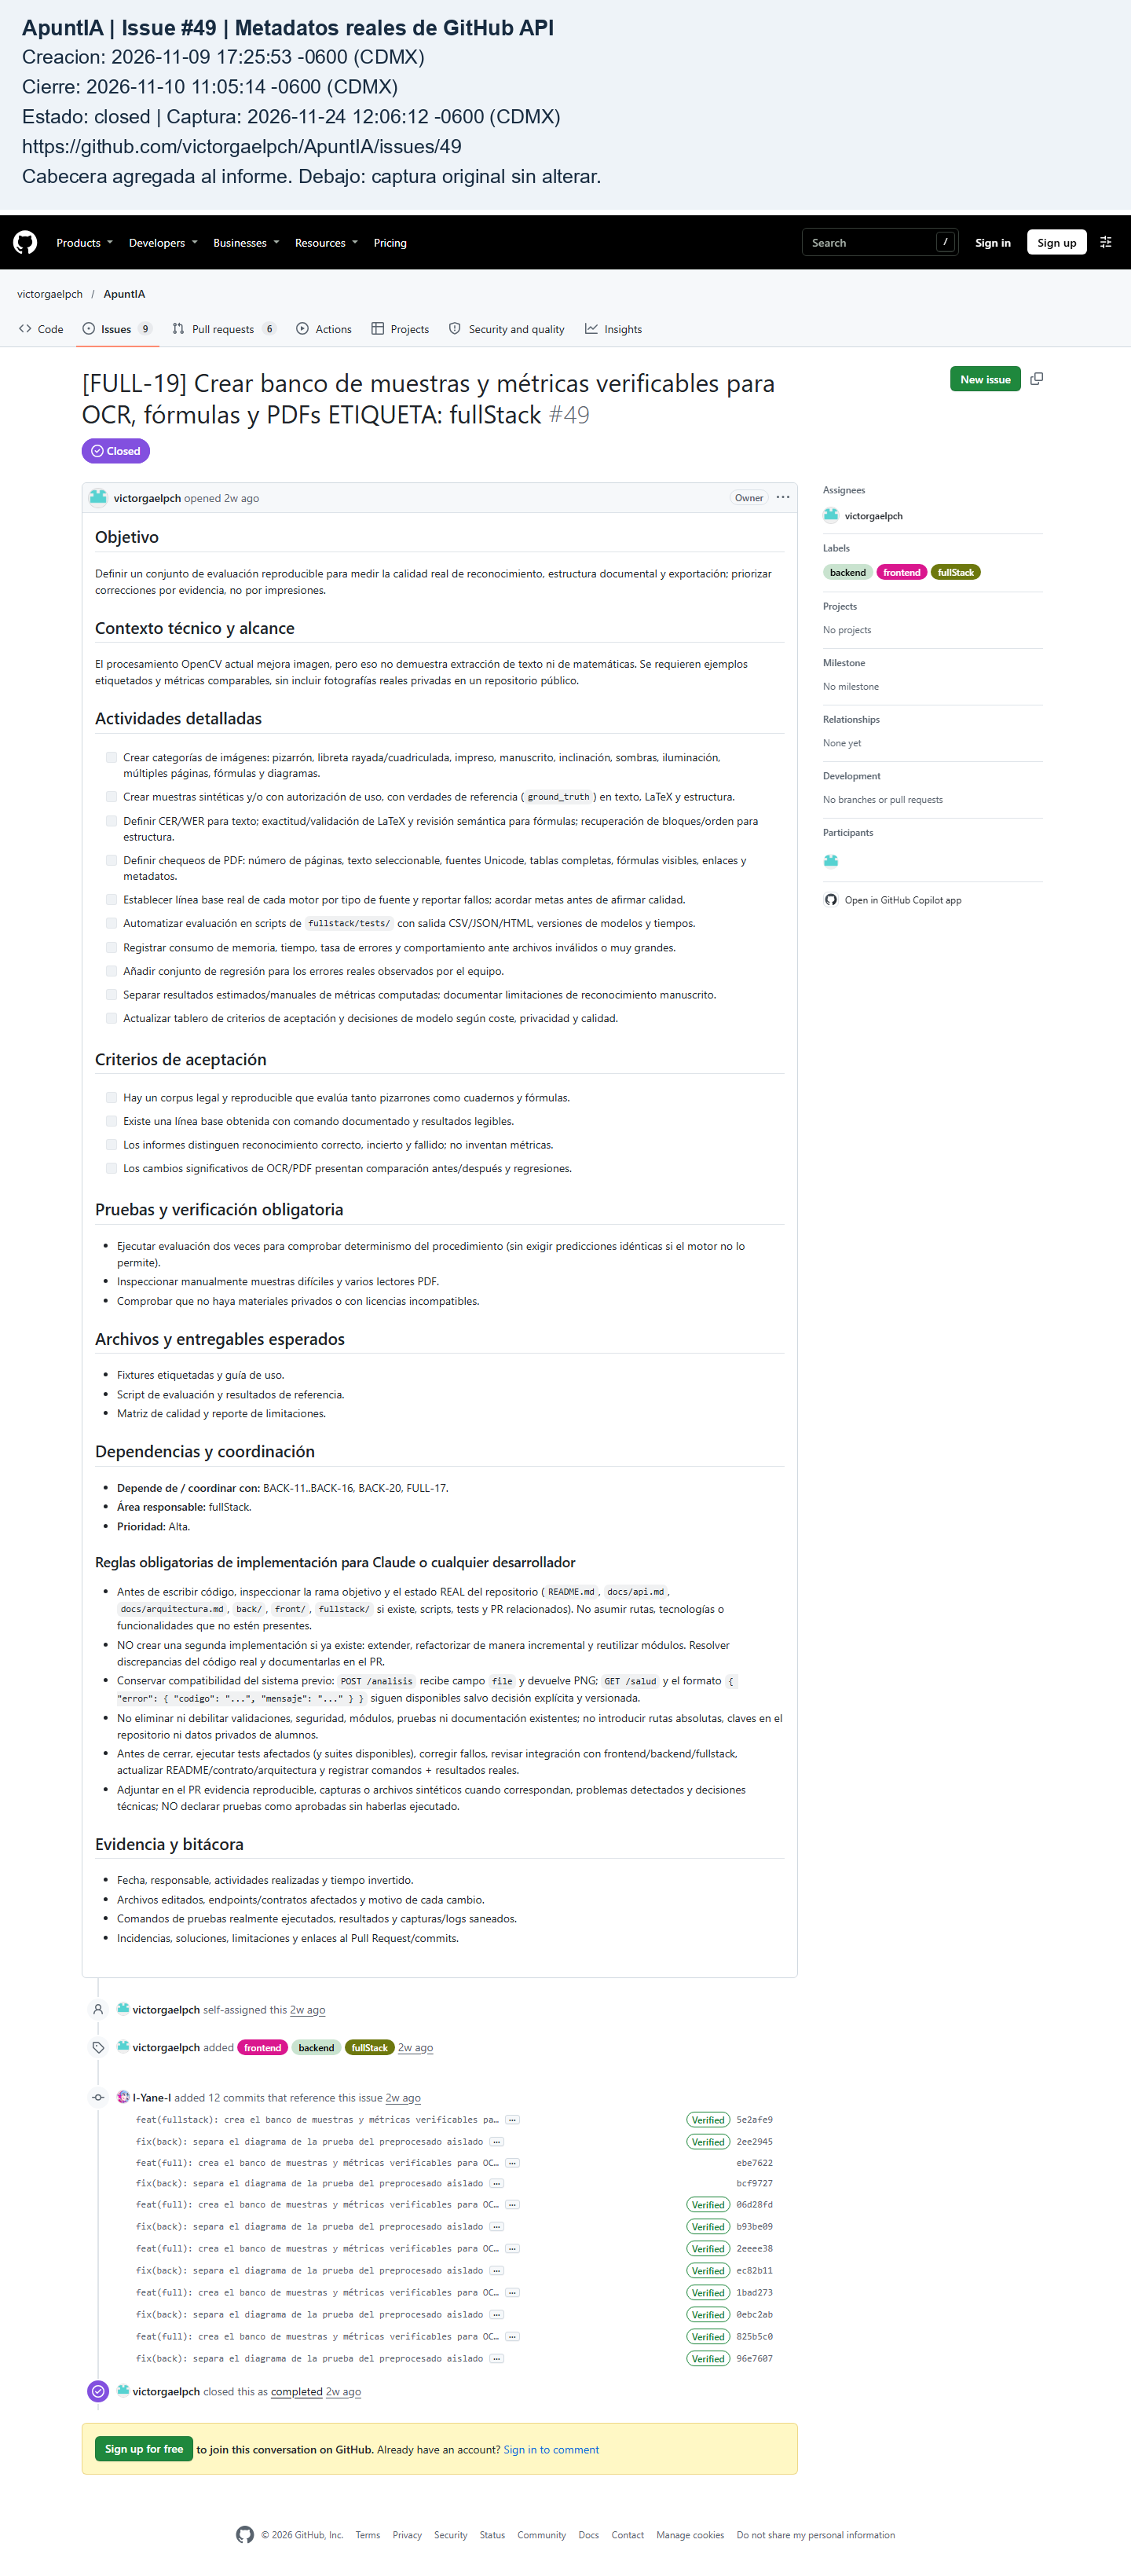 ApuntIA | Issue #49 | Metadatos reales de GitHub API
Creacion: 2026-11-09 17:25:53 -0600 (CDMX)
Cierre: 2026-11-10 11:05:14 -0600 (CDMX)
Estado: closed | Captura: 2026-11-24 12:06:12 -0600 (CDMX)
https://github.com/victorgaelpch/ApuntIA/issues/49
Cabecera agregada al informe. Debajo: captura original sin alterar.
Products Developers Businesses Resources Pricing Search / Sign in Sign up
victorgaelpch / ApuntIA
Code Issues 9 Pull requests 6 Actions Projects Security and quality Insights
[FULL-19] Crear banco de muestras y métricas verificables para
OCR, fórmulas y PDFs ETIQUETA: fullStack #49
New issue
Closed
victorgaelpch opened 2w ago Owner ...
Objetivo
Definir un conjunto de evaluación reproducible para medir la calidad real de reconocimiento, estructura documental y exportación; priorizar
correcciones por evidencia, no por impresiones.
Contexto técnico y alcance
El procesamiento OpenCV actual mejora imagen, pero eso no demuestra extracción de texto ni de matemáticas. Se requieren ejemplos
etiquetados y métricas comparables, sin incluir fotografías reales privadas en un repositorio público.
Actividades detalladas
Crear categorías de imágenes: pizarrón, libreta rayada/cuadriculada, impreso, manuscrito, inclinación, sombras, iluminación,
múltiples páginas, fórmulas y diagramas.
Crear muestras sintéticas y/o con autorización de uso, con verdades de referencia ( ground_truth ) en texto, LaTeX y estructura.
Definir CER/WER para texto; exactitud/validación de LaTeX y revisión semántica para fórmulas; recuperación de bloques/orden para
estructura.
Definir chequeos de PDF: número de páginas, texto seleccionable, fuentes Unicode, tablas completas, fórmulas visibles, enlaces y
metadatos.
Establecer línea base real de cada motor por tipo de fuente y reportar fallos; acordar metas antes de afirmar calidad.
Automatizar evaluación en scripts de fullstack/tests/ con salida CSV/JSON/HTML, versiones de modelos y tiempos.
Registrar consumo de memoria, tiempo, tasa de errores y comportamiento ante archivos inválidos o muy grandes.
Añadir conjunto de regresión para los errores reales observados por el equipo.
Separar resultados estimados/manuales de métricas computadas; documentar limitaciones de reconocimiento manuscrito.
Actualizar tablero de criterios de aceptación y decisiones de modelo según coste, privacidad y calidad.
Criterios de aceptación
Hay un corpus legal y reproducible que evalúa tanto pizarrones como cuadernos y fórmulas.
Existe una línea base obtenida con comando documentado y resultados legibles.
Los informes distinguen reconocimiento correcto, incierto y fallido; no inventan métricas.
Los cambios significativos de OCR/PDF presentan comparación antes/después y regresiones.
Pruebas y verificación obligatoria
Ejecutar evaluación dos veces para comprobar determinismo del procedimiento (sin exigir predicciones idénticas si el motor no lo
permite).
Inspeccionar manualmente muestras difíciles y varios lectores PDF.
Comprobar que no haya materiales privados o con licencias incompatibles.
Archivos y entregables esperados
Fixtures etiquetadas y guía de uso.
Script de evaluación y resultados de referencia.
Matriz de calidad y reporte de limitaciones.
Dependencias y coordinación
Depende de / coordinar con: BACK-11..BACK-16, BACK-20, FULL-17.
Área responsable: fullStack.
Prioridad: Alta.
Reglas obligatorias de implementación para Claude o cualquier desarrollador
Antes de escribir código, inspeccionar la rama objetivo y el estado REAL del repositorio ( README.md , docs/api.md ,
docs/arquitectura.md , back/ , front/ , fullstack/ si existe, scripts, tests y PR relacionados). No asumir rutas, tecnologías o
funcionalidades que no estén presentes.
NO crear una segunda implementación si ya existe: extender, refactorizar de manera incremental y reutilizar módulos. Resolver
discrepancias del código real y documentarlas en el PR.
Conservar compatibilidad del sistema previo: POST /analisis recibe campo file y devuelve PNG; GET /salud y el formato {
"error": { "codigo": "...", "mensaje": "..." } } siguen disponibles salvo decisión explícita y versionada.
No eliminar ni debilitar validaciones, seguridad, módulos, pruebas ni documentación existentes; no introducir rutas absolutas, claves en el
repositorio ni datos privados de alumnos.
Antes de cerrar, ejecutar tests afectados (y suites disponibles), corregir fallos, revisar integración con frontend/backend/fullstack,
actualizar README/contrato/arquitectura y registrar comandos + resultados reales.
Adjuntar en el PR evidencia reproducible, capturas o archivos sintéticos cuando correspondan, problemas detectados y decisiones
técnicas; NO declarar pruebas como aprobadas sin haberlas ejecutado.
Evidencia y bitácora
Fecha, responsable, actividades realizadas y tiempo invertido.
Archivos editados, endpoints/contratos afectados y motivo de cada cambio.
Comandos de pruebas realmente ejecutados, resultados y capturas/logs saneados.
Incidencias, soluciones, limitaciones y enlaces al Pull Request/commits.
Assignees
victorgaelpch
Labels
backend frontend fullStack
Projects
No projects
Milestone
No milestone
Relationships
None yet
Development
No branches or pull requests
Participants
Open in GitHub Copilot app
victorgaelpch self-assigned this 2w ago
victorgaelpch added frontend backend fullStack 2w ago
I-Yane-I added 12 commits that reference this issue 2w ago
feat(fullstack): crea el banco de muestras y métricas verificables pa… ... Verified 5e2afe9
fix(back): separa el diagrama de la prueba del preprocesado aislado ... Verified 2ee2945
feat(full): crea el banco de muestras y métricas verificables para OC… ... ebe7622
fix(back): separa el diagrama de la prueba del preprocesado aislado ... bcf9727
feat(full): crea el banco de muestras y métricas verificables para OC… ... Verified 06d28fd
fix(back): separa el diagrama de la prueba del preprocesado aislado ... Verified b93be09
feat(full): crea el banco de muestras y métricas verificables para OC… ... Verified 2eeee38
fix(back): separa el diagrama de la prueba del preprocesado aislado ... Verified ec82b11
feat(full): crea el banco de muestras y métricas verificables para OC… ... Verified 1bad273
fix(back): separa el diagrama de la prueba del preprocesado aislado ... Verified 0ebc2ab
feat(full): crea el banco de muestras y métricas verificables para OC… ... Verified 825b5c0
fix(back): separa el diagrama de la prueba del preprocesado aislado ... Verified 96e7607
victorgaelpch closed this as completed 2w ago
Sign up for free to join this conversation on GitHub. Already have an account? Sign in to comment
© 2026 GitHub, Inc. Terms Privacy Security Status Community Docs Contact Manage cookies Do not share my personal information